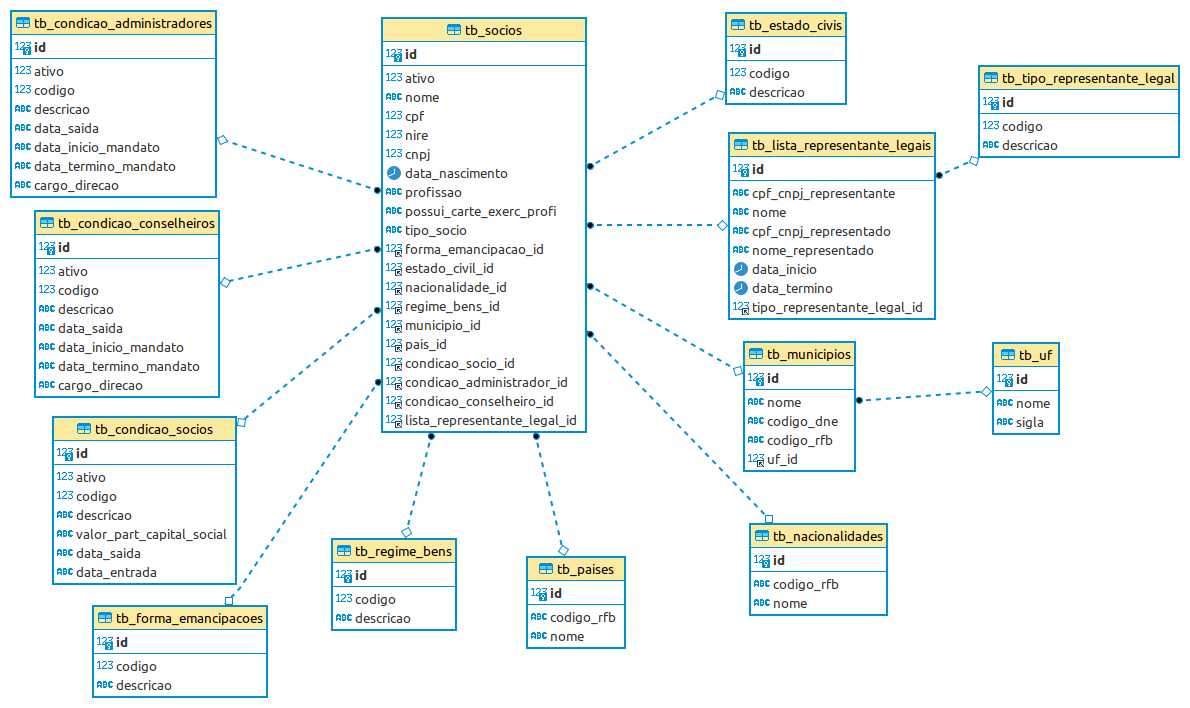 tb_condicao_administradores
123 id
123 ativo
123 codigo
ABC descricao
ABC data_saida
ABC data_inicio_mandato
ABC data_termino_mandato
ABC cargo_direcao
tb_condicao_conselheiros
123 id
123 ativo
ABC codigo
ABC descricao
ABC data_saida
ABC data_inicio_mandato
ABC data_termino_mandato
ABC cargo_direcao
tb_condicao_socios
123 id
123 ativo
123 codigo
ABC descricao
ABC valor_part_capital_social
ABC data_saida
ABC data_entrada
tb_forma_emancipacoes
123 id
123 codigo
ABC descricao
tb_socios
123 id
123 ativo
ABC nome
123 cpf
123 nire
123 cnpj
data_nascimento
ABC profissao
ABC possui_carte_exerc_profi
ABC tipo_socio
123 forma_emancipacao_id
123 estado_civil_id
123 nacionalidade_id
123 regime_bens_id
123 municipio_id
123 pais_id
123 condicao_socio_id
123 condicao_administrador_id
123 condicao_conselheiro_id
123 lista_representante_legal_id
tb_regime_bens
123 id
123 codigo
ABC descricao
tb_paises
123 id
ABC codigo_rfb
ABC nome
tb_estado_civis
123 id
123 codigo
ABC descricao
tb_lista_representante_legais
123 id
ABC cpf_cnpj_representante
ABC nome
ABC cpf_cnpj_representado
ABC nome_representado
data_inicio
data_termino
123 tipo_representante_legal_id
tb_tipo_representante_legal
123 id
123 codigo
ABC descricao
tb_municipios
123 id
ABC nome
ABC codigo_dne
ABC codigo_rfb
123 uf_id
tb_uf
123 id
ABC nome
ABC sigla
tb_nacionalidades
123 id
ABC codigo_rfb
ABC nome